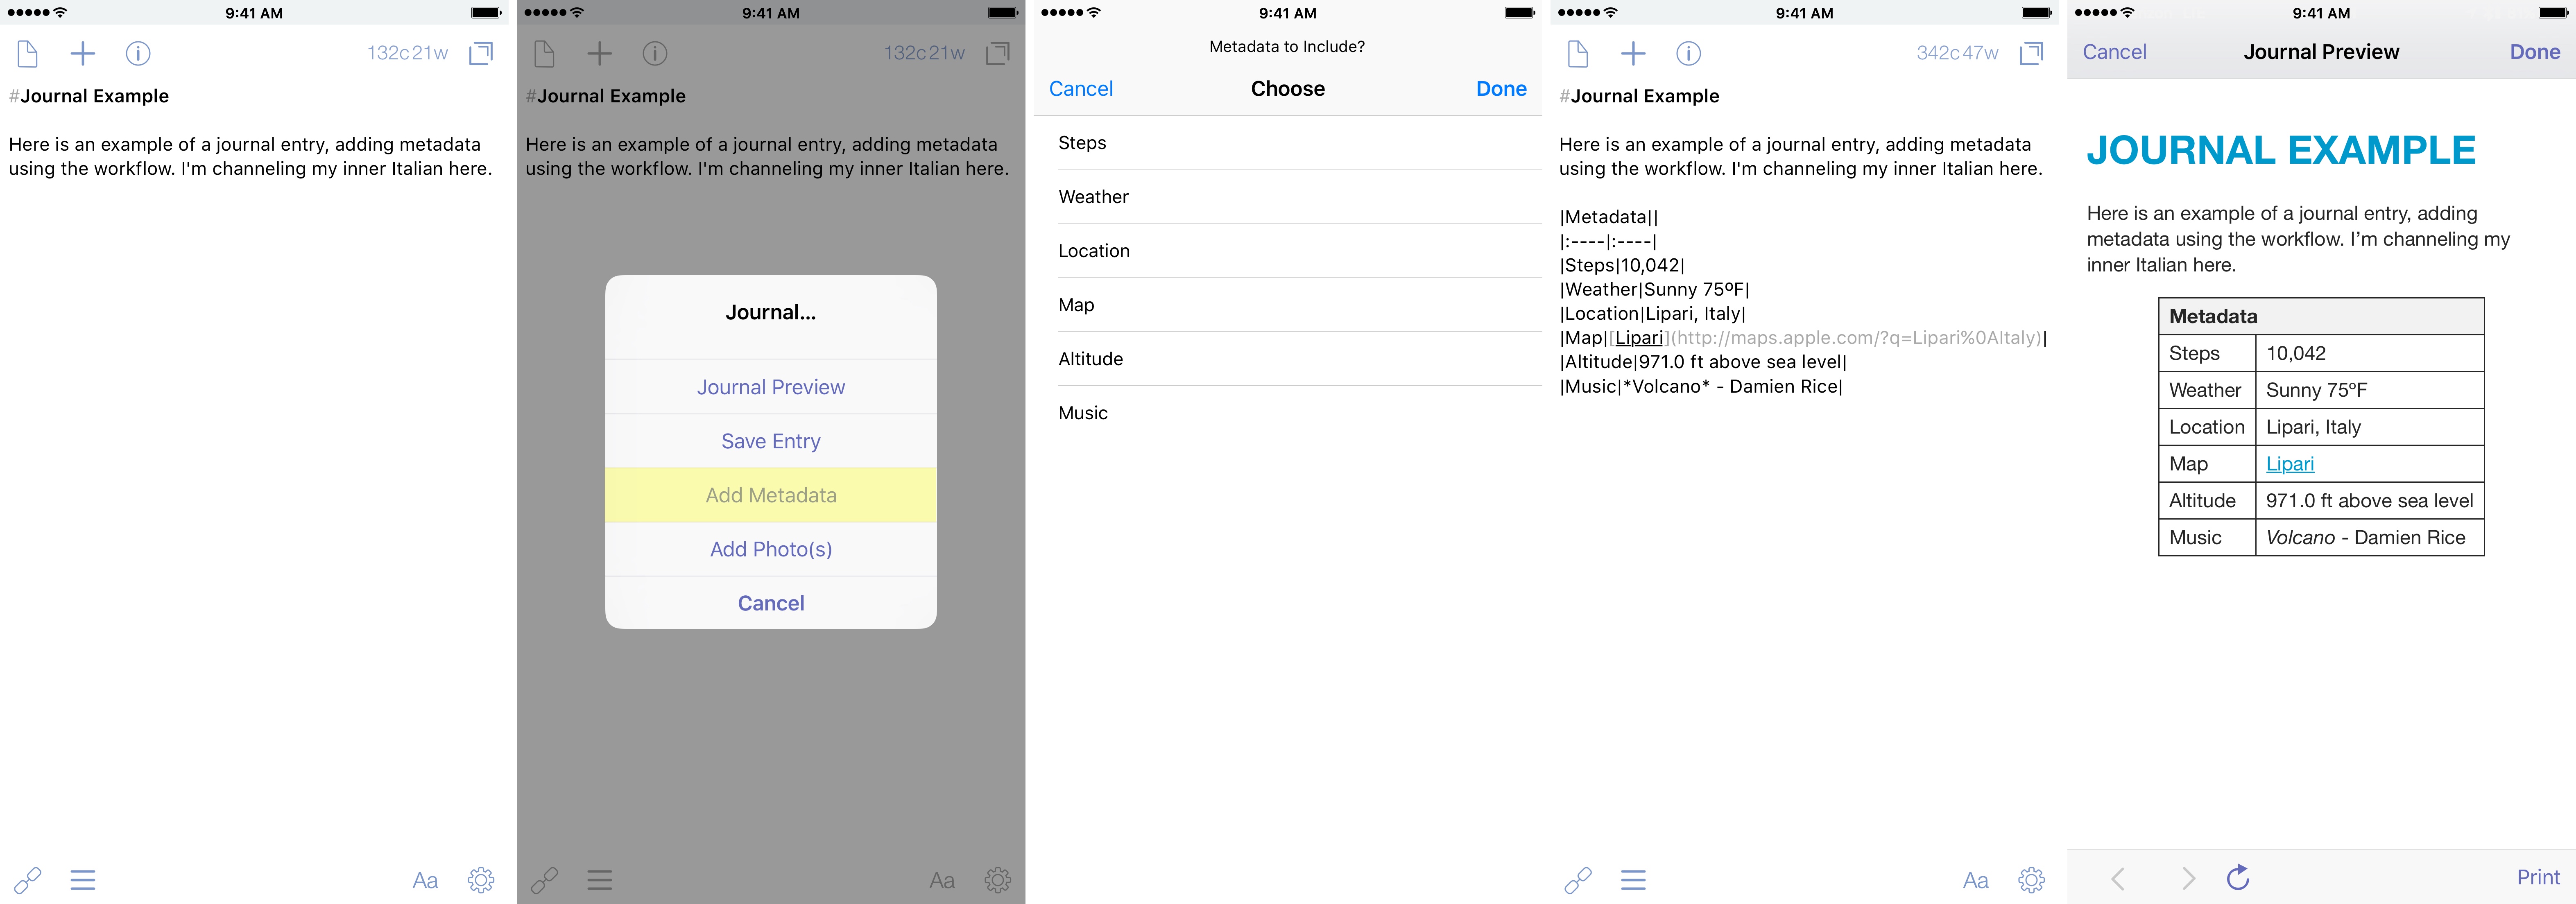 9:41 AM
132c 21w
#Journal Example
Here is an example of a journal entry, adding metadata
using the workflow. I'm channeling my inner Italian here.
Aa
9:41 AM
132c 21w
#Journal Example
Here is an example of a journal entry, adding metadata
using the workflow. I'm channeling my inner Italian here.
Journal...
Journal Preview
Save Entry
Add Metadata
Add Photo(s)
Cancel
Aa
9:41 AM
Metadata to Include?
Cancel Choose Done
Steps
Weather
Location
Map
Altitude
Music
9:41 AM
342c 47w
#Journal Example
Here is an example of a journal entry, adding metadata
using the workflow. I'm channeling my inner Italian here.
|Metadata||
|:----|:----|
|Steps|10,042|
|Weather|Sunny 75ºF|
|Location|Lipari, Italy|
|Map|[Lipari](http://maps.apple.com/?q=Lipari%0AItaly)|
|Altitude|971.0 ft above sea level|
|Music|*Volcano* - Damien Rice|
Aa
9:41 AM
Cancel Journal Preview Done
JOURNAL EXAMPLE
Here is an example of a journal entry, adding
metadata using the workflow. I’m channeling my
inner Italian here.
Metadata
Steps 10,042
Weather Sunny 75ºF
Location Lipari, Italy
Map Lipari
Altitude 971.0 ft above sea level
Music Volcano - Damien Rice
Print